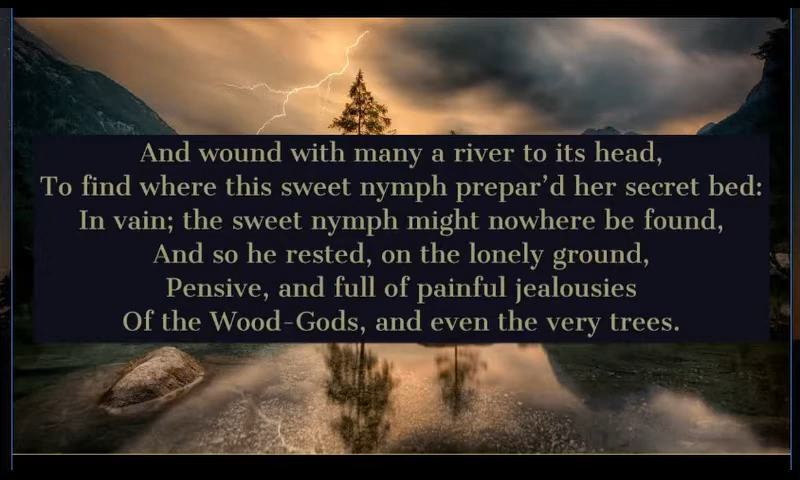 And wound with many a river to its head,
To find where this sweet nymph prepar’d her secret bed:
In vain; the sweet nymph might nowhere be found,
And so he rested, on the lonely ground,
Pensive, and full of painful jealousies
Of the Wood-Gods, and even the very trees.